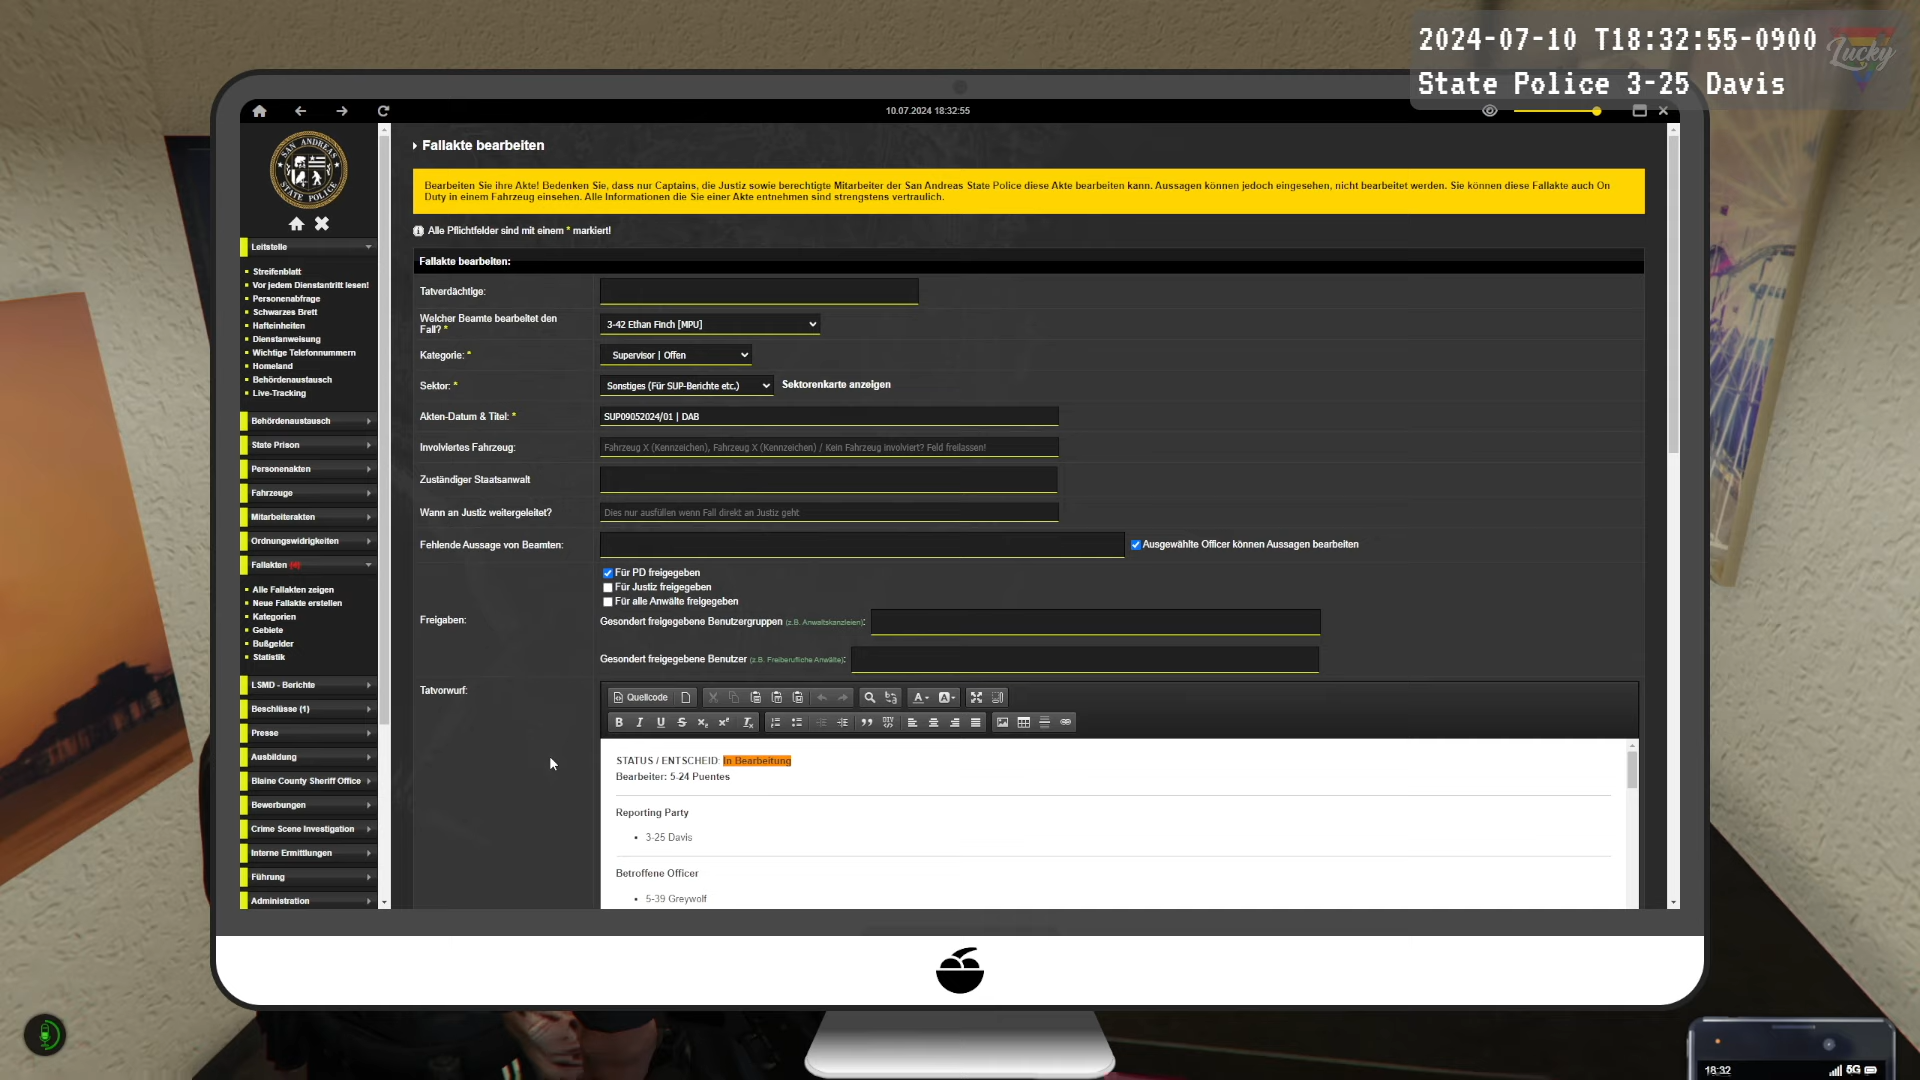 2024-07-10 T18:32:55-0900
State Police 3-25 Davis
Lucky
10.07.2024 18:32:55
SAN ANDREAS
STATE POLICE
Leitstelle
Streifenblatt
Vor jedem Dienstantritt lesen!
Personenabfrage
Schwarzes Brett
Hafteinheiten
Dienstanweisung
Wichtige Telefonnummern
Homeland
Behördenaustausch
Live-Tracking
Behördenaustausch
State Prison
Personenakten
Fahrzeuge
Mitarbeiterakten
Ordnungswidrigkeiten
Fallakten
Alle Fallakten zeigen
Neue Fallakte erstellen
Kategorien
Gebiete
Bußgelder
Statistik
LSMD - Berichte
Beschlüsse (1)
Presse
Ausbildung
Blaine County Sheriff Office
Bewerbungen
Crime Scene Investigation
Interne Ermittlungen
Führung
Administration
Fallakte bearbeiten
Bearbeiten Sie ihre Akte! Bedenken Sie, dass nur Captains, die Justiz sowie berechtigte Mitarbeiter der San Andreas State Police diese Akte bearbeiten kann. Aussagen können jedoch eingesehen, nicht bearbeitet werden. Sie können diese Fallakte auch On
Duty in einem Fahrzeug einsehen. Alle Informationen die Sie einer Akte entnehmen sind strengstens vertraulich.
Alle Pflichtfelder sind mit einem * markiert!
Fallakte bearbeiten:
Tatverdächtige:
Welcher Beamte bearbeitet den
Fall? *
3-42 Ethan Finch [MPU]
Kategorie: *
Supervisor | Offen
Sektor: *
Sonstiges (Für SUP-Berichte etc.)
Sektorenkarte anzeigen
Akten-Datum & Titel: *
SUP09052024/01 | DAB
Involviertes Fahrzeug:
Fahrzeug X (Kennzeichen), Fahrzeug X (Kennzeichen) / Kein Fahrzeug involviert? Feld freilassen!
Zuständiger Staatsanwalt
Wann an Justiz weitergeleitet?
Dies nur ausfüllen wenn Fall direkt an Justiz geht
Fehlende Aussage von Beamten:
Ausgewählte Officer können Aussagen bearbeiten
Freigaben:
Für PD freigegeben
Für Justiz freigegeben
Für alle Anwälte freigegeben
Gesondert freigegebene Benutzergruppen (z.B. Anwaltskanzleien):
Gesondert freigegebene Benutzer (z.B. Freiberufliche Anwälte):
Tatvorwurf:
Quellcode
STATUS / ENTSCHEID: In Bearbeitung
Bearbeiter: 5-24 Puentes
Reporting Party
3-25 Davis
Betroffene Officer
5-39 Greywolf
18:32
5G